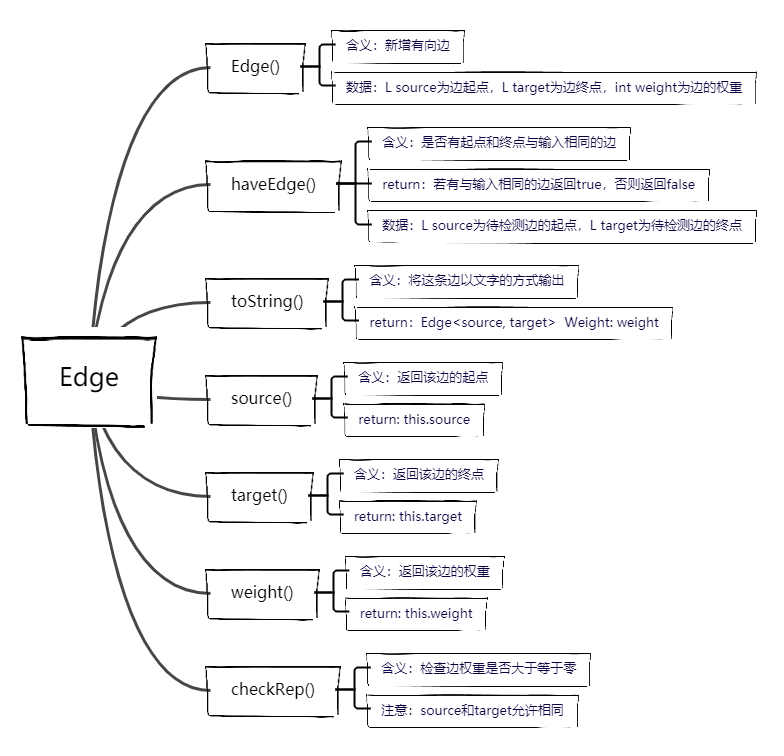 Edge
Edge()
含义：新增有向边
数据：L source为边起点，L target为边终点，int weight为边的权重
haveEdge()
含义：是否有起点和终点与输入相同的边
return：若有与输入相同的边返回true，否则返回false
数据：L source为待检测边的起点，L target为待检测边的终点
toString()
含义：将这条边以文字的方式输出
return：Edge<source, target>  Weight: weight
source()
含义：返回该边的起点
return: this.source
target()
含义：返回该边的终点
return: this.target
weight()
含义：返回该边的权重
return: this.weight
checkRep()
含义：检查边权重是否大于等于零
注意：source和target允许相同